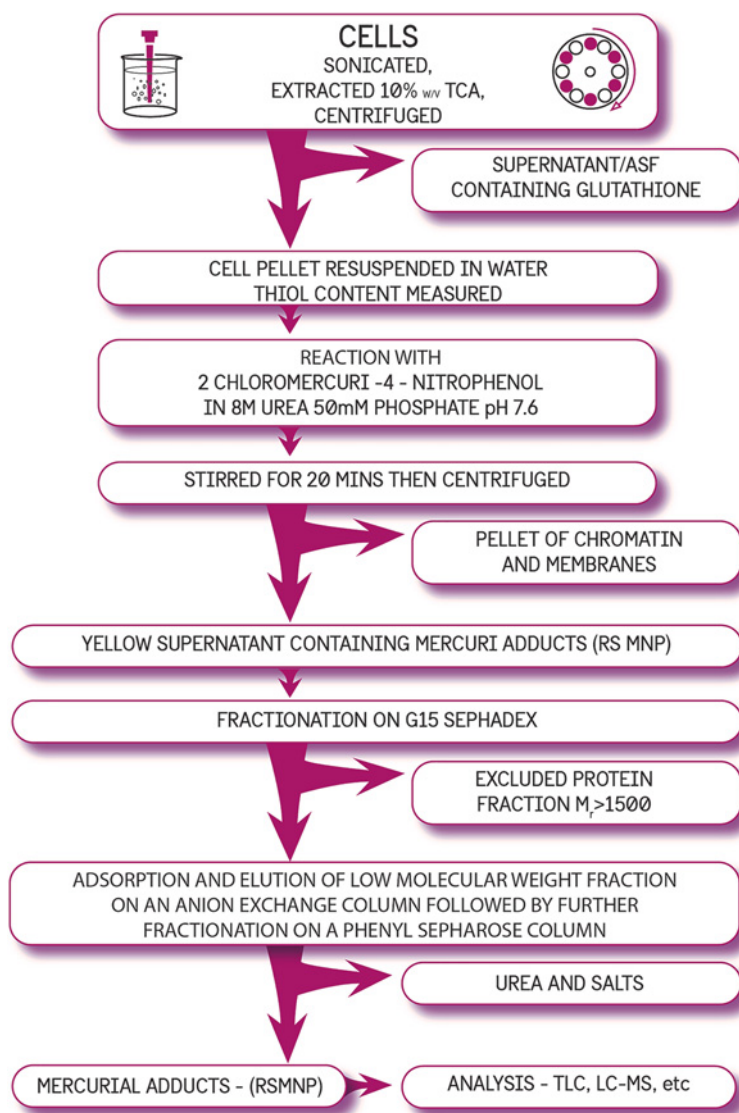 CELLS
SONICATED,
EXTRACTED 10% w/v TCA,
CENTRIFUGED
SUPERNATANT/ASF
CONTAINING GLUTATHIONE
CELL PELLET RESUSPENDED IN WATER
THIOL CONTENT MEASURED
REACTION WITH
2 CHLOROMERCURI -4 - NITROPHENOL
IN 8M UREA 50mM PHOSPHATE pH 7.6
STIRRED FOR 20 MINS THEN CENTRIFUGED
PELLET OF CHROMATIN
AND MEMBRANES
YELLOW SUPERNATANT CONTAINING MERCURI ADDUCTS (RS MNP)
FRACTIONATION ON G15 SEPHADEX
EXCLUDED PROTEIN
FRACTION Mr>1500
ADSORPTION AND ELUTION OF LOW MOLECULAR WEIGHT FRACTION
ON AN ANION EXCHANGE COLUMN FOLLOWED BY FURTHER
FRACTIONATION ON A PHENYL SEPHAROSE COLUMN
UREA AND SALTS
MERCURIAL ADDUCTS - (RSMNP)
ANALYSIS - TLC, LC-MS, etc